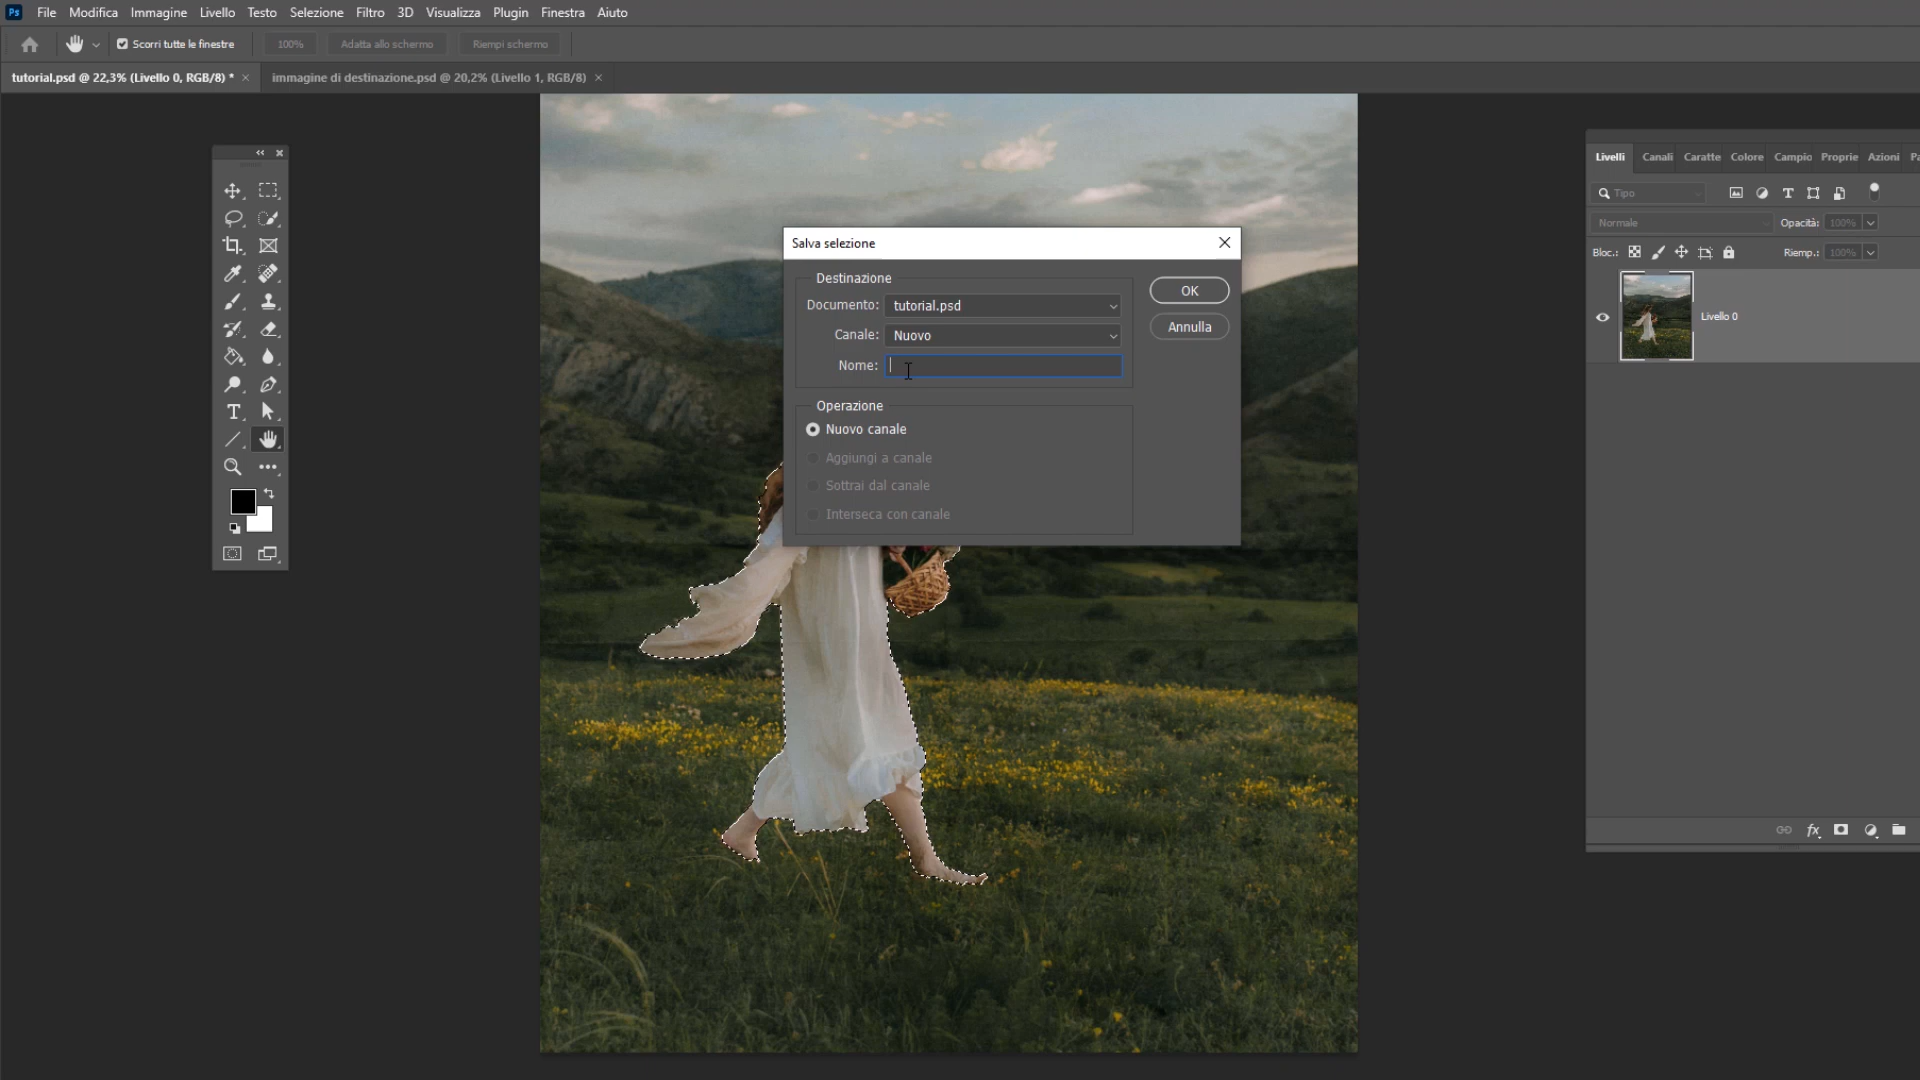 Ps File Modifica Immagine Livello Testo Selezione Filtro 3D Visualizza Plugin Finestra Aiuto
Scorri tutte le finestre 100% Adatta allo schermo Riempi schermo
tutorial.psd @ 22,3% (Livello 0, RGB/8) * × immagine di destinazione.psd @ 20,2% (Livello 1, RGB/8) ×
Livelli Canali Caratte Colore Campio Proprie Azioni Pa
Tipo
Normale Opacità: 100%
Bloc.: Riemp.: 100%
Livello 0
fx
Salva selezione
Destinazione
Documento: tutorial.psd
Canale: Nuovo
Nome:
OK
Annulla
Operazione
Nuovo canale
Aggiungi a canale
Sottrai dal canale
Interseca con canale